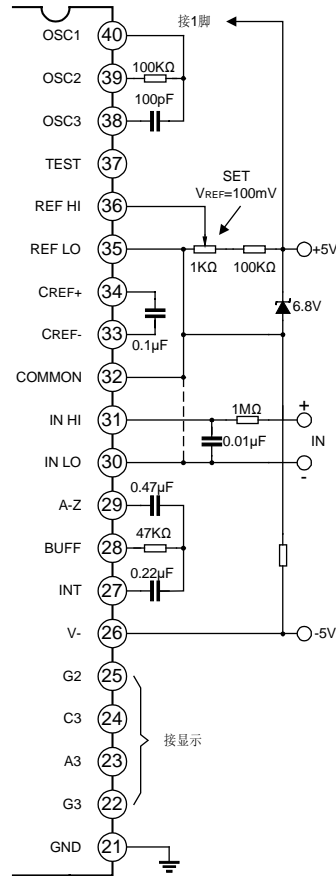 接1脚
OSC1 40
100KΩ
OSC2 39
100pF
OSC3 38
TEST 37
SET
VREF=100mV
REF HI 36
REF LO 35
+5V
1KΩ 100KΩ
CREF+ 34
6.8V
CREF- 33
0.1µF
COMMON 32
1MΩ
+
IN HI 31
0.01µF IN
IN LO 30
-
0.47µF
A-Z 29
47KΩ
BUFF 28
0.22µF
INT 27
V- 26 -5V
G2 25
C3 24
接显示
A3 23
G3 22
GND 21